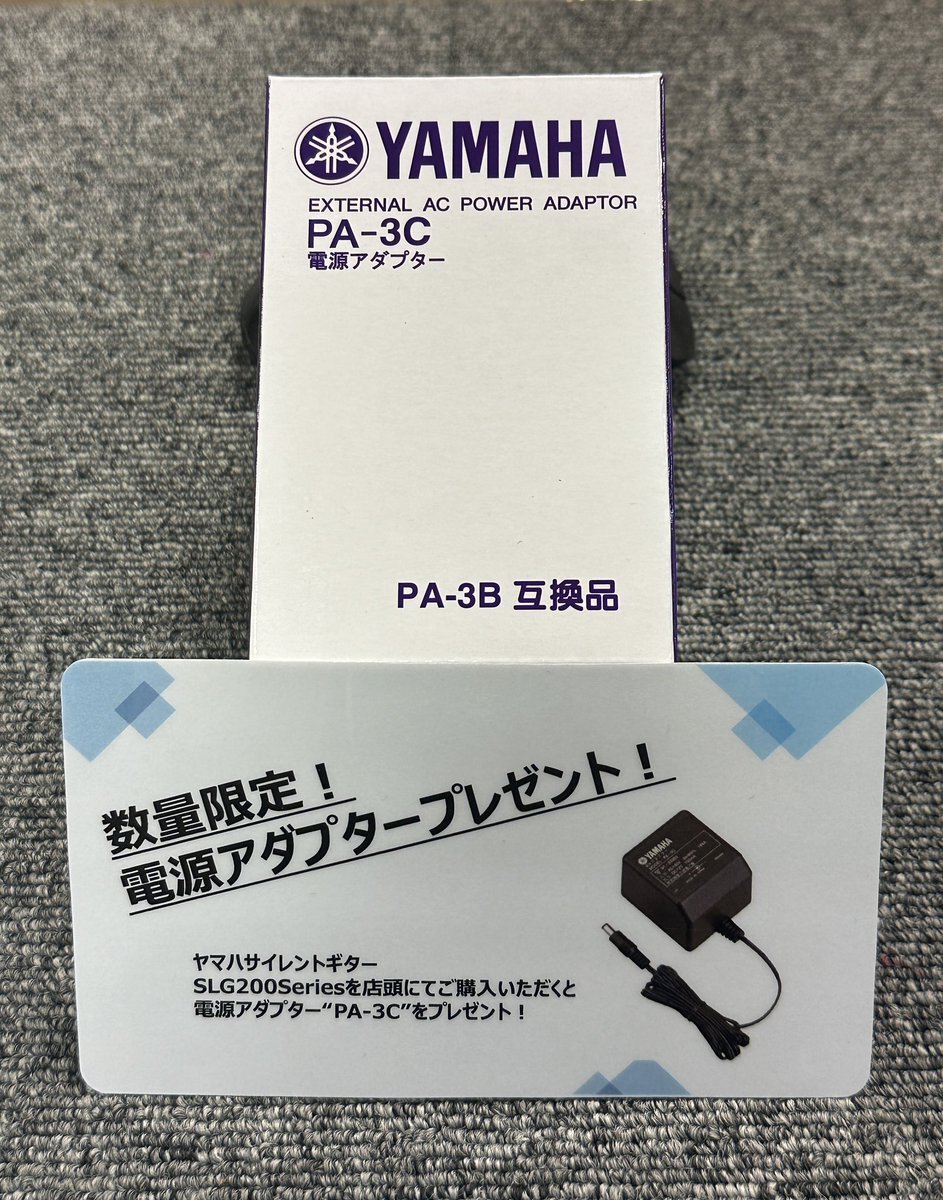 YAMAHA
EXTERNAL AC POWER ADAPTOR
PA-3C
電源アダプター
PA-3B 互換品
数量限定！
電源アダプタープレゼント！
YAMAHA
ヤマハサイレントギター
SLG200Seriesを店頭にてご購入いただくと
電源アダプター“PA-3C”をプレゼント！